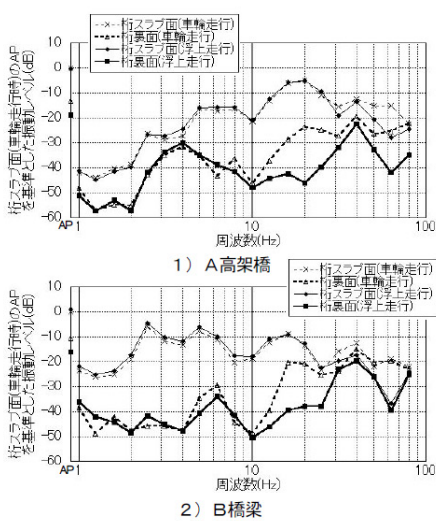 桁スラブ面(車輪走行)
桁裏面(車輪走行)
桁スラブ面(浮上走行)
桁裏面(浮上走行)
桁スラブ面(車輪走行時)のAP
を基準とした振動レベル(dB)
10
0
-10
-20
-30
-40
-50
-60
AP 1 10 100
周波数(Hz)
1) A高架橋
桁スラブ面(車輪走行)
桁裏面(車輪走行)
桁スラブ面(浮上走行)
桁裏面(浮上走行)
桁スラブ面(車輪走行時)のAP
を基準とした振動レベル(dB)
10
0
-10
-20
-30
-40
-50
-60
AP 1 10 100
周波数(Hz)
2) B橋梁